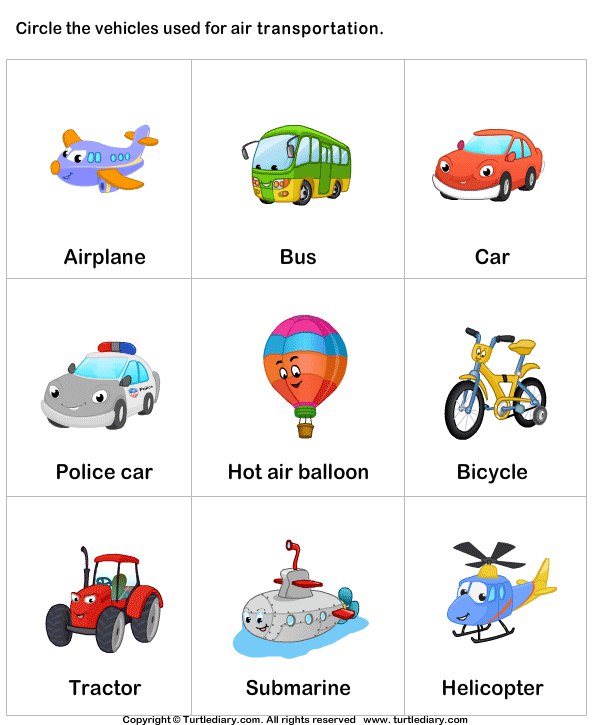 Circle the vehicles used for air transportation.
Airplane
Bus
Car
Police
Police car
Hot air balloon
Bicycle
Tractor
Submarine
Helicopter
Copyright © Turtlediary.com. All rights reserved www.turtlediary.com